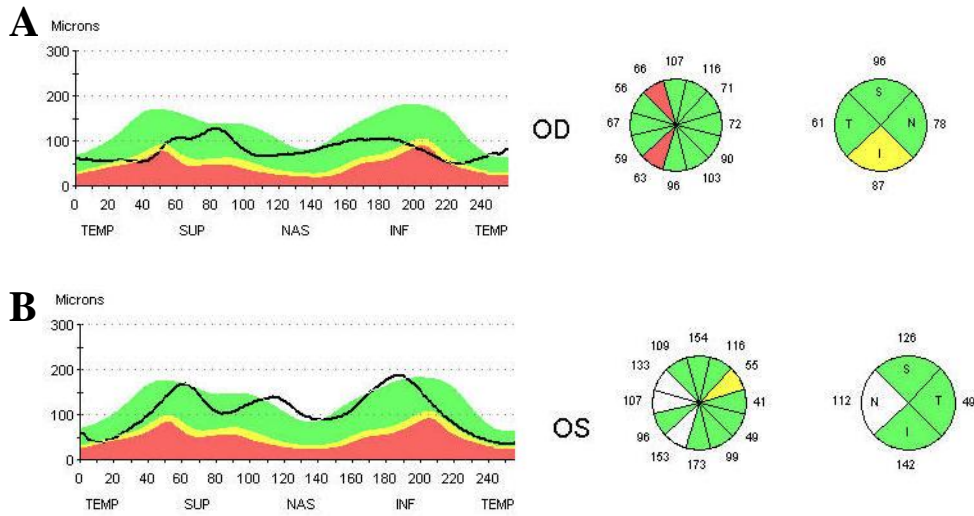 A
Microns
300
200
100
0
0 20 40 60 80 100 120 140 160 180 200 220 240
TEMP SUP NAS INF TEMP
OD
107
66 116
56 71
67 72
59 90
63 103
96
96
S
61 T N 78
I
87
B
Microns
300
200
100
0
0 20 40 60 80 100 120 140 160 180 200 220 240
TEMP SUP NAS INF TEMP
OS
154
109 116
133 55
107 41
96 49
153 99
173
126
S
112 N T 49
I
142